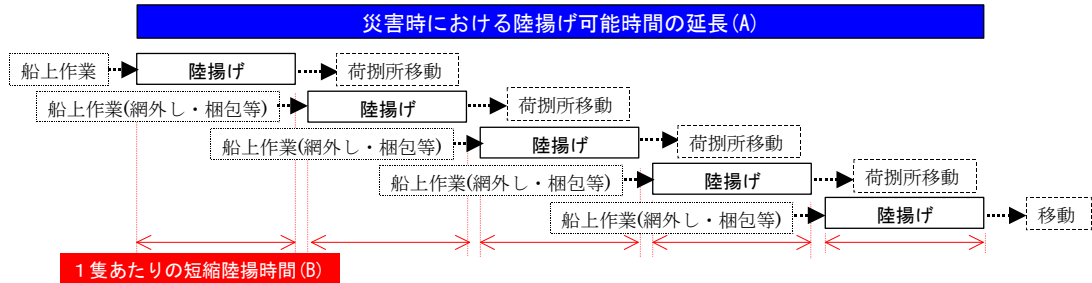 災害時における陸揚げ可能時間の延長(A)
船上作業 陸揚げ 荷捌所移動
船上作業(網外し・梱包等) 陸揚げ 荷捌所移動
船上作業(網外し・梱包等) 陸揚げ 荷捌所移動
船上作業(網外し・梱包等) 陸揚げ 荷捌所移動
船上作業(網外し・梱包等) 陸揚げ 移動
１隻あたりの短縮陸揚時間(B)